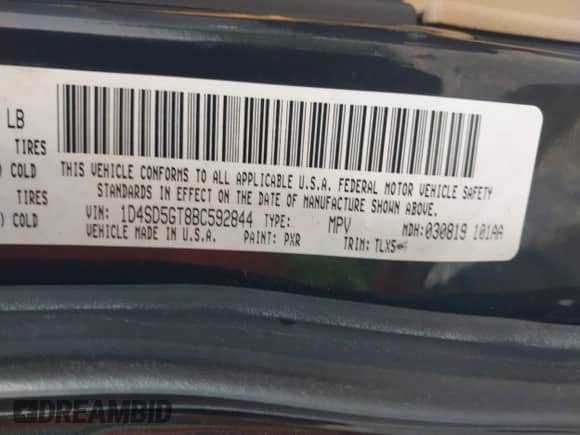 LB
TIRES
) COLD
TIRES
) COLD
THIS VEHICLE CONFORMS TO ALL APPLICABLE U.S.A. FEDERAL MOTOR VEHICLE SAFETY
STANDARDS IN EFFECT ON THE DATE OF MANUFACTURE SHOWN ABOVE.
VIN: 1D4SD5GT8BC592844 TYPE: MPV MDH: 030819 101AA
VEHICLE MADE IN U.S.A. PAINT: PXR TRIM: TLX5
DREAMBID